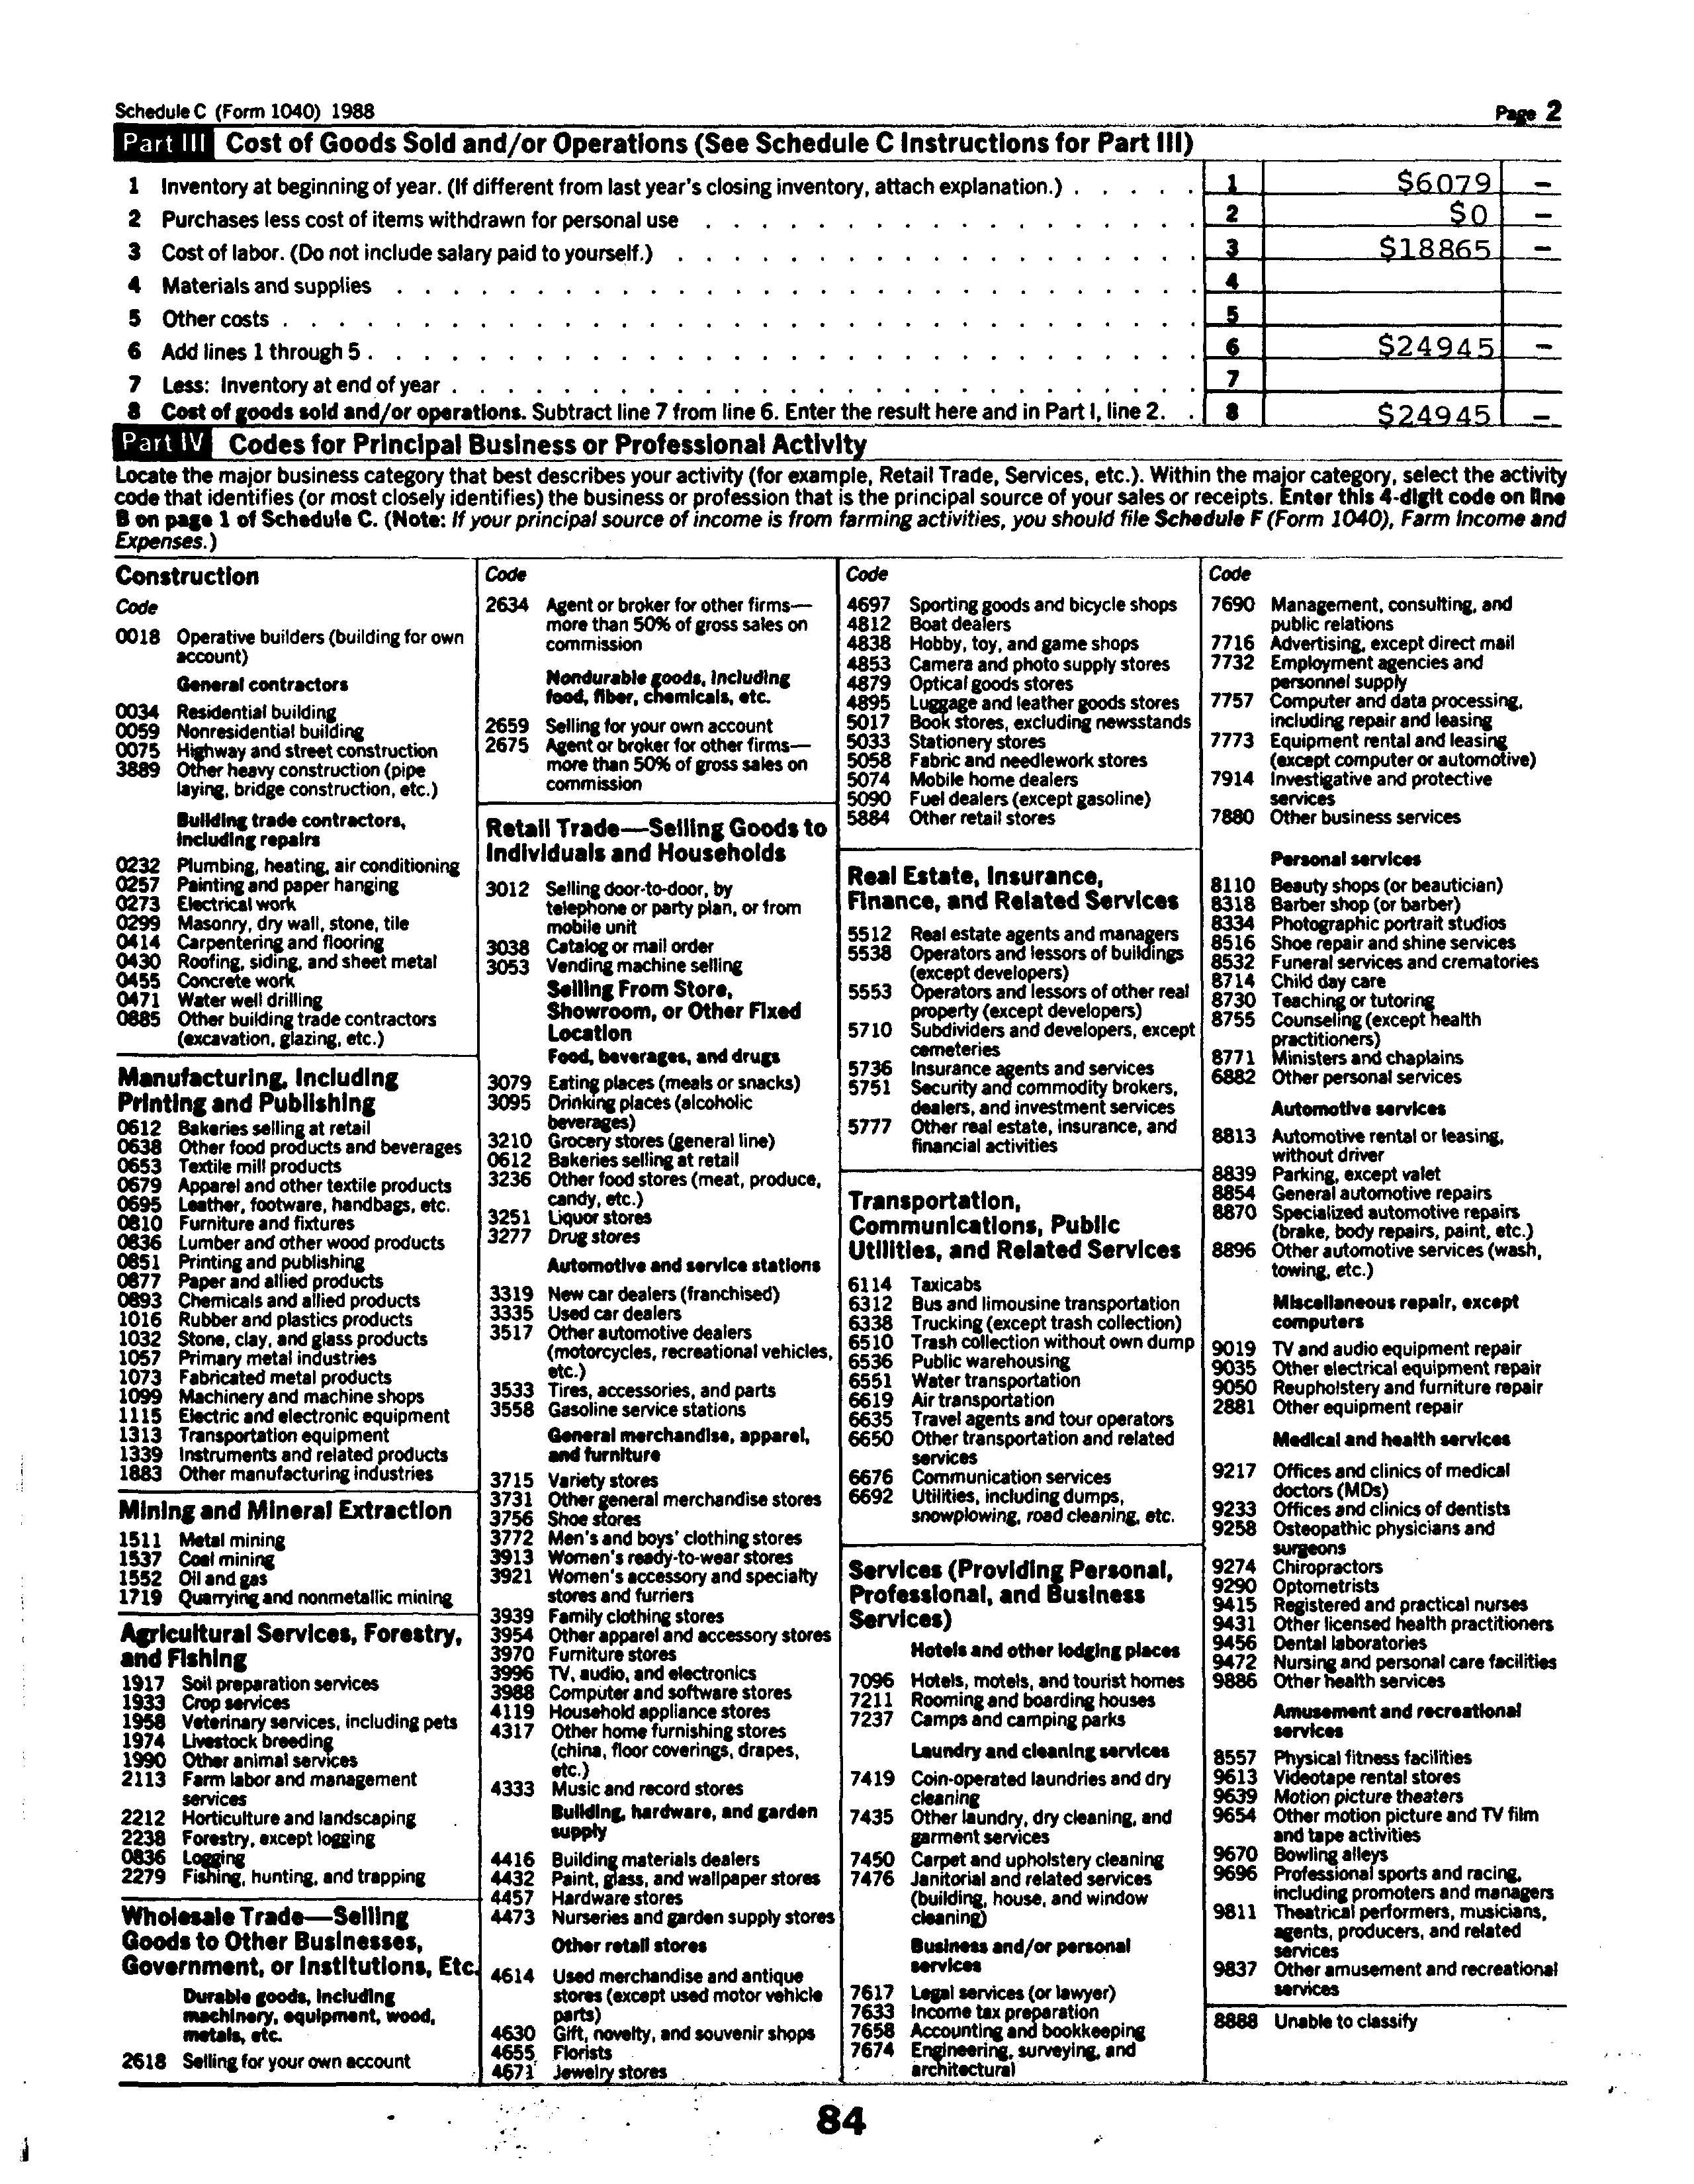 Schedule C (Form 1040) 1988
Page 2
Part III Cost of Goods Sold and/or Operations (See Schedule C Instructions for Part III)
1 Inventory at beginning of year. (If different from last year's closing inventory, attach explanation.) . . . . . 1 $6079 –
2 Purchases less cost of items withdrawn for personal use . . . . . . . . . . . . . . . . . . 2 $0 –
3 Cost of labor. (Do not include salary paid to yourself.) . . . . . . . . . . . . . . . . . . . 3 $18865 –
4 Materials and supplies . . . . . . . . . . . . . . . . . . . . . . . . . . . . . 4
5 Other costs . . . . . . . . . . . . . . . . . . . . . . . . . . . . . . . . . 5
6 Add lines 1 through 5 . . . . . . . . . . . . . . . . . . . . . . . . . . . . . . 6 $24945 –
7 Less: Inventory at end of year . . . . . . . . . . . . . . . . . . . . . . . . . . . 7
8 Cost of goods sold and/or operations. Subtract line 7 from line 6. Enter the result here and in Part I, line 2. . 8 $24945 –
Part IV Codes for Principal Business or Professional Activity
Locate the major business category that best describes your activity (for example, Retail Trade, Services, etc.). Within the major category, select the activity
code that identifies (or most closely identifies) the business or profession that is the principal source of your sales or receipts. Enter this 4-digit code on line
B on page 1 of Schedule C. (Note: If your principal source of income is from farming activities, you should file Schedule F (Form 1040), Farm Income and
Expenses.)
Construction
Code
0018 Operative builders (building for own
account)
General contractors
0034 Residential building
0059 Nonresidential building
0075 Highway and street construction
3889 Other heavy construction (pipe
laying, bridge construction, etc.)
Building trade contractors,
including repairs
0232 Plumbing, heating, air conditioning
0257 Painting and paper hanging
0273 Electrical work
0299 Masonry, dry wall, stone, tile
0414 Carpentering and flooring
0430 Roofing, siding, and sheet metal
0455 Concrete work
0471 Water well drilling
0885 Other building trade contractors
(excavation, glazing, etc.)
Manufacturing, Including
Printing and Publishing
0612 Bakeries selling at retail
0638 Other food products and beverages
0653 Textile mill products
0679 Apparel and other textile products
0695 Leather, footware, handbags, etc.
0810 Furniture and fixtures
0836 Lumber and other wood products
0851 Printing and publishing
0877 Paper and allied products
0893 Chemicals and allied products
1016 Rubber and plastics products
1032 Stone, clay, and glass products
1057 Primary metal industries
1073 Fabricated metal products
1099 Machinery and machine shops
1115 Electric and electronic equipment
1313 Transportation equipment
1339 Instruments and related products
1883 Other manufacturing industries
Mining and Mineral Extraction
1511 Metal mining
1537 Coal mining
1552 Oil and gas
1719 Quarrying and nonmetallic mining
Agricultural Services, Forestry,
and Fishing
1917 Soil preparation services
1933 Crop services
1958 Veterinary services, including pets
1974 Livestock breeding
1990 Other animal services
2113 Farm labor and management
services
2212 Horticulture and landscaping
2238 Forestry, except logging
0836 Logging
2279 Fishing, hunting, and trapping
Wholesale Trade—Selling
Goods to Other Businesses,
Government, or Institutions, Etc.
Durable goods, including
machinery, equipment, wood,
metals, etc.
2618 Selling for your own account
Code
2634 Agent or broker for other firms—
more than 50% of gross sales on
commission
Nondurable goods, including
food, fiber, chemicals, etc.
2659 Selling for your own account
2675 Agent or broker for other firms—
more than 50% of gross sales on
commission
Retail Trade—Selling Goods to
Individuals and Households
3012 Selling door-to-door, by
telephone or party plan, or from
mobile unit
3038 Catalog or mail order
3053 Vending machine selling
Selling From Store,
Showroom, or Other Fixed
Location
Food, beverages, and drugs
3079 Eating places (meals or snacks)
3095 Drinking places (alcoholic
beverages)
3210 Grocery stores (general line)
0612 Bakeries selling at retail
3236 Other food stores (meat, produce,
candy, etc.)
3251 Liquor stores
3277 Drug stores
Automotive and service stations
3319 New car dealers (franchised)
3335 Used car dealers
3517 Other automotive dealers
(motorcycles, recreational vehicles,
etc.)
3533 Tires, accessories, and parts
3558 Gasoline service stations
General merchandise, apparel,
and furniture
3715 Variety stores
3731 Other general merchandise stores
3756 Shoe stores
3772 Men's and boys' clothing stores
3913 Women's ready-to-wear stores
3921 Women's accessory and specialty
stores and furriers
3939 Family clothing stores
3954 Other apparel and accessory stores
3970 Furniture stores
3996 TV, audio, and electronics
3988 Computer and software stores
4119 Household appliance stores
4317 Other home furnishing stores
(china, floor coverings, drapes,
etc.)
4333 Music and record stores
Building, hardware, and garden
supply
4416 Building materials dealers
4432 Paint, glass, and wallpaper stores
4457 Hardware stores
4473 Nurseries and garden supply stores
Other retail stores
4614 Used merchandise and antique
stores (except used motor vehicle
parts)
4630 Gift, novelty, and souvenir shops
4655 Florists
4671 Jewelry stores
Code
4697 Sporting goods and bicycle shops
4812 Boat dealers
4838 Hobby, toy, and game shops
4853 Camera and photo supply stores
4879 Optical goods stores
4895 Luggage and leather goods stores
5017 Book stores, excluding newsstands
5033 Stationery stores
5058 Fabric and needlework stores
5074 Mobile home dealers
5090 Fuel dealers (except gasoline)
5884 Other retail stores
Real Estate, Insurance,
Finance, and Related Services
5512 Real estate agents and managers
5538 Operators and lessors of buildings
(except developers)
5553 Operators and lessors of other real
property (except developers)
5710 Subdividers and developers, except
cemeteries
5736 Insurance agents and services
5751 Security and commodity brokers,
dealers, and investment services
5777 Other real estate, insurance, and
financial activities
Transportation,
Communications, Public
Utilities, and Related Services
6114 Taxicabs
6312 Bus and limousine transportation
6338 Trucking (except trash collection)
6510 Trash collection without own dump
6536 Public warehousing
6551 Water transportation
6619 Air transportation
6635 Travel agents and tour operators
6650 Other transportation and related
services
6676 Communication services
6692 Utilities, including dumps,
snowplowing, road cleaning, etc.
Services (Providing Personal,
Professional, and Business
Services)
Hotels and other lodging places
7096 Hotels, motels, and tourist homes
7211 Rooming and boarding houses
7237 Camps and camping parks
Laundry and cleaning services
7419 Coin-operated laundries and dry
cleaning
7435 Other laundry, dry cleaning, and
garment services
7450 Carpet and upholstery cleaning
7476 Janitorial and related services
(building, house, and window
cleaning)
Business and/or personal
services
7617 Legal services (or lawyer)
7633 Income tax preparation
7658 Accounting and bookkeeping
7674 Engineering, surveying, and
architectural
Code
7690 Management, consulting, and
public relations
7716 Advertising, except direct mail
7732 Employment agencies and
personnel supply
7757 Computer and data processing,
including repair and leasing
7773 Equipment rental and leasing
(except computer or automotive)
7914 Investigative and protective
services
7880 Other business services
Personal services
8110 Beauty shops (or beautician)
8318 Barber shop (or barber)
8334 Photographic portrait studios
8516 Shoe repair and shine services
8532 Funeral services and crematories
8714 Child day care
8730 Teaching or tutoring
8755 Counseling (except health
practitioners)
8771 Ministers and chaplains
6882 Other personal services
Automotive services
8813 Automotive rental or leasing,
without driver
8839 Parking, except valet
8854 General automotive repairs
8870 Specialized automotive repairs
(brake, body repairs, paint, etc.)
8896 Other automotive services (wash,
towing, etc.)
Miscellaneous repair, except
computers
9019 TV and audio equipment repair
9035 Other electrical equipment repair
9050 Reupholstery and furniture repair
2881 Other equipment repair
Medical and health services
9217 Offices and clinics of medical
doctors (MDs)
9233 Offices and clinics of dentists
9258 Osteopathic physicians and
surgeons
9274 Chiropractors
9290 Optometrists
9415 Registered and practical nurses
9431 Other licensed health practitioners
9456 Dental laboratories
9472 Nursing and personal care facilities
9886 Other health services
Amusement and recreational
services
8557 Physical fitness facilities
9613 Videotape rental stores
9639 Motion picture theaters
9654 Other motion picture and TV film
and tape activities
9670 Bowling alleys
9696 Professional sports and racing,
including promoters and managers
9811 Theatrical performers, musicians,
agents, producers, and related
services
9837 Other amusement and recreational
services
8888 Unable to classify
84